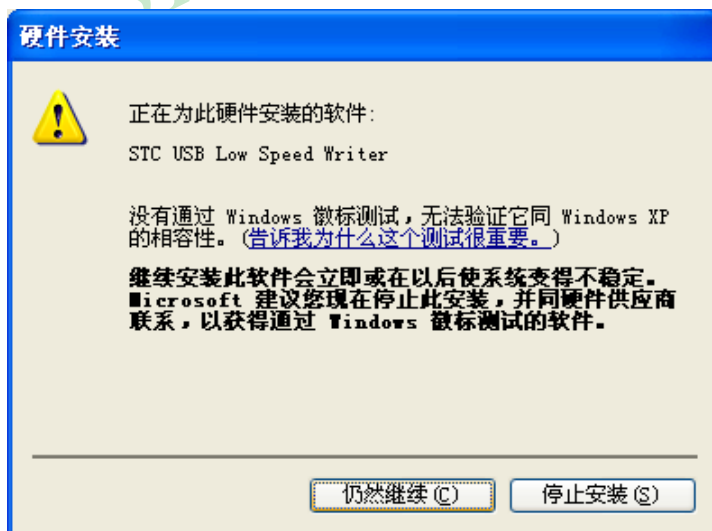 硬件安装
正在为此硬件安装的软件:
STC USB Low Speed Writer
没有通过 Windows 徽标测试，无法验证它同 Windows XP
的相容性。(告诉我为什么这个测试很重要。)
继续安装此软件会立即或在以后使系统变得不稳定。
Microsoft 建议您现在停止此安装，并同硬件供应商
联系，以获得通过 Windows 徽标测试的软件。
仍然继续(C)
停止安装(S)